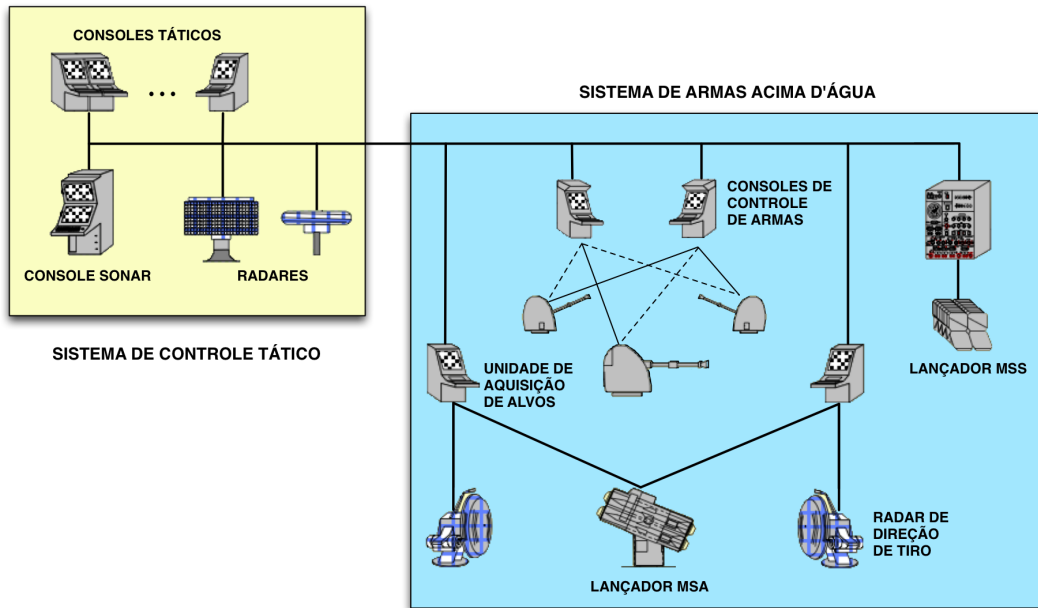 CONSOLES TÁTICOS
CONSOLE SONAR
RADARES
SISTEMA DE CONTROLE TÁTICO
SISTEMA DE ARMAS ACIMA D'ÁGUA
CONSOLES DE
CONTROLE
DE ARMAS
UNIDADE DE
AQUISIÇÃO
DE ALVOS
LANÇADOR MSS
LANÇADOR MSA
RADAR DE
DIREÇÃO
DE TIRO